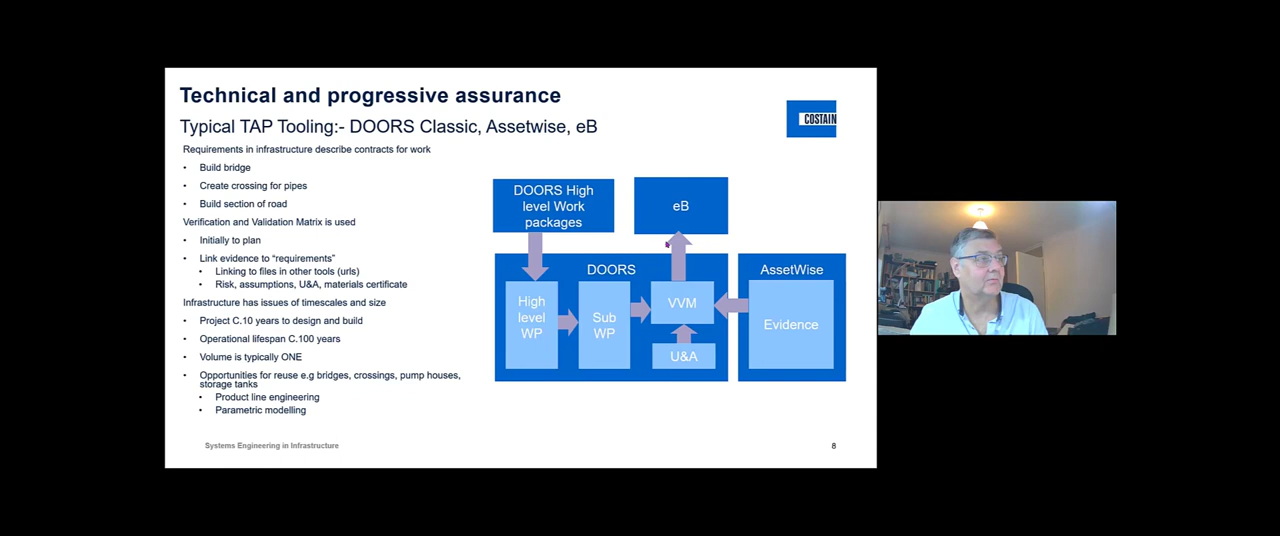 Technical and progressive assurance
Typical TAP Tooling:- DOORS Classic, Assetwise, eB
COSTAIN
Requirements in infrastructure describe contracts for work
• Build bridge
• Create crossing for pipes
• Build section of road
Verification and Validation Matrix is used
• Initially to plan
• Link evidence to “requirements”
• Linking to files in other tools (urls)
• Risk, assumptions, U&A, materials certificate
Infrastructure has issues of timescales and size
• Project C.10 years to design and build
• Operational lifespan C.100 years
• Volume is typically ONE
• Opportunities for reuse e.g bridges, crossings, pump houses,
storage tanks
• Product line engineering
• Parametric modelling
DOORS High
level Work
packages
eB
DOORS
High
level
WP
Sub
WP
VVM
U&A
AssetWise
Evidence
Systems Engineering in Infrastructure
8